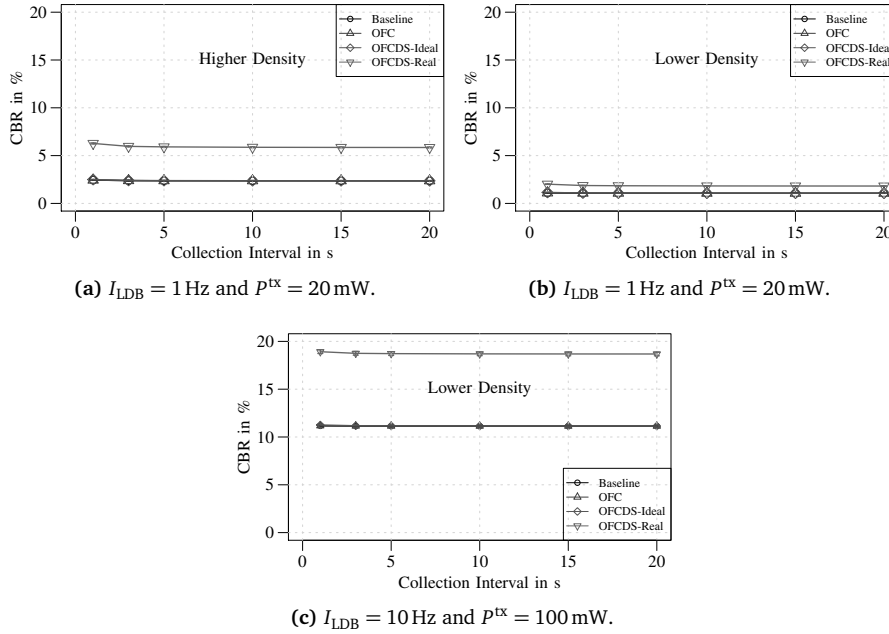 Baseline
OFC
OFCDS-Ideal
OFCDS-Real
Higher Density
CBR in %
20
15
10
5
0
0 5 10 15 20
Collection Interval in s
(a) I_LDB = 1 Hz and P^tx = 20 mW.
Baseline
OFC
OFCDS-Ideal
OFCDS-Real
Lower Density
CBR in %
20
15
10
5
0
0 5 10 15 20
Collection Interval in s
(b) I_LDB = 1 Hz and P^tx = 20 mW.
Lower Density
CBR in %
20
15
10
5
0
Baseline
OFC
OFCDS-Ideal
OFCDS-Real
0 5 10 15 20
Collection Interval in s
(c) I_LDB = 10 Hz and P^tx = 100 mW.